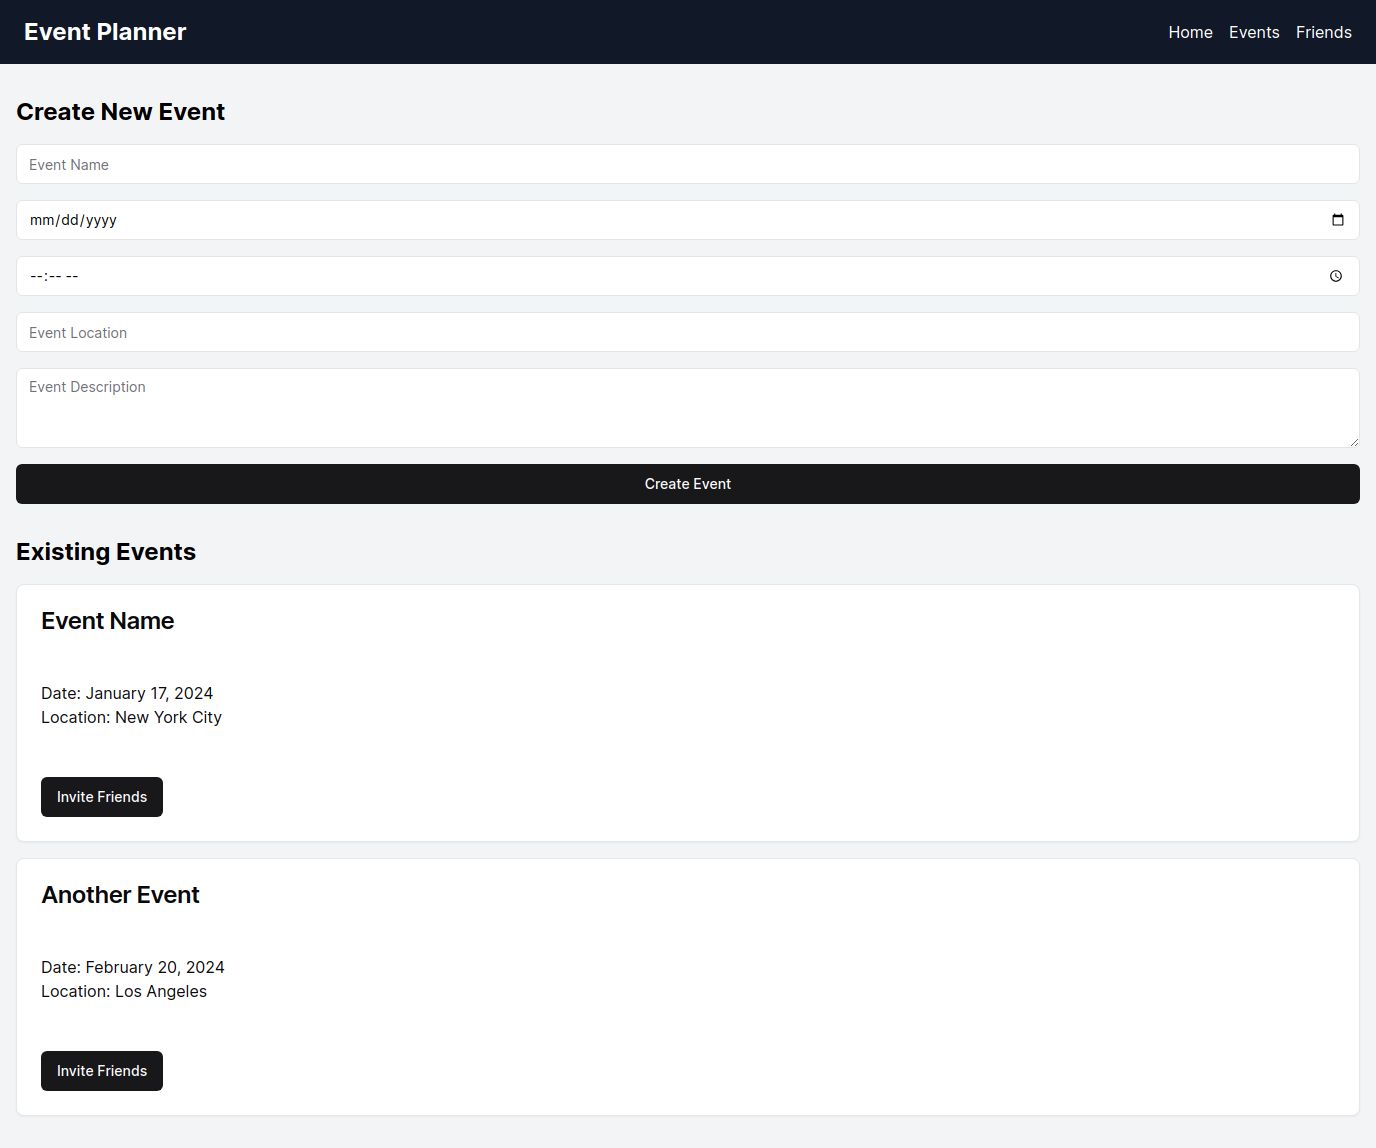 Event Planner
Home Events Friends
Create New Event
Event Name
mm/dd/yyyy
--:-- --
Event Location
Event Description
Create Event
Existing Events
Event Name
Date: January 17, 2024
Location: New York City
Invite Friends
Another Event
Date: February 20, 2024
Location: Los Angeles
Invite Friends